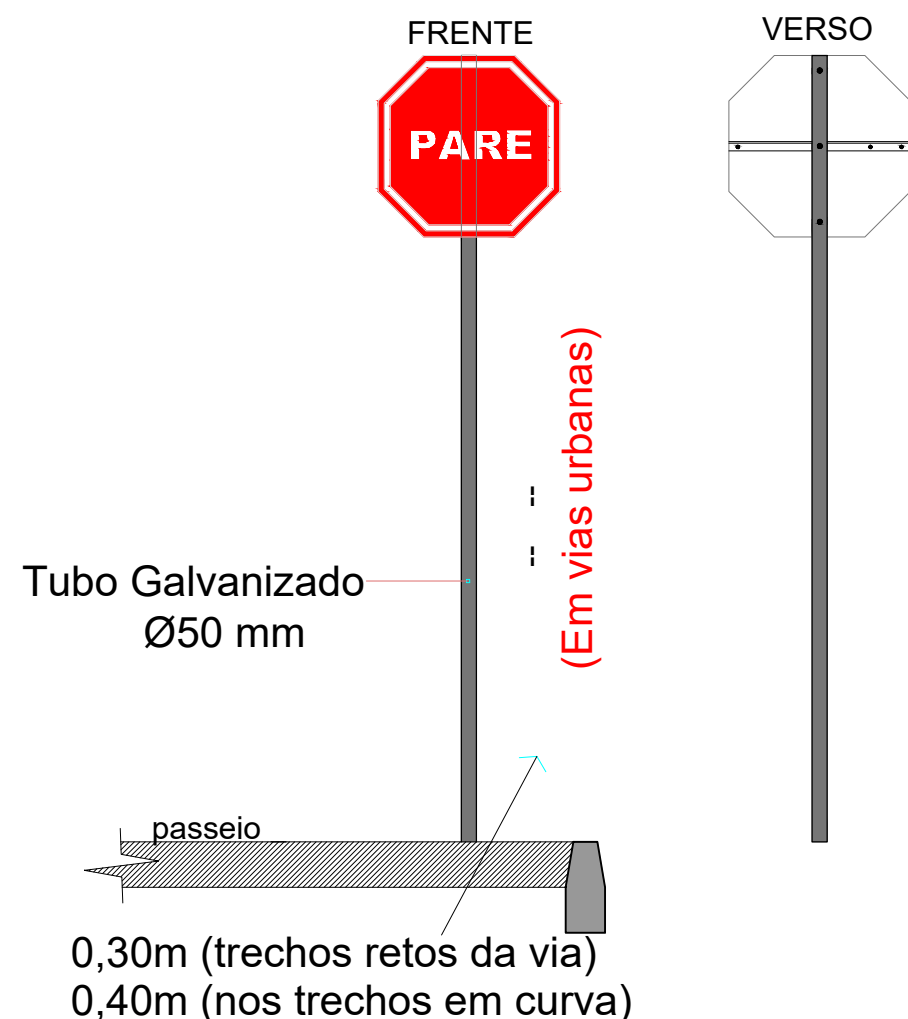 FRENTE
VERSO
PARE
(Em vias urbanas)
Tubo Galvanizado
Ø50 mm
passeio
0,30m (trechos retos da via)
0,40m (nos trechos em curva)